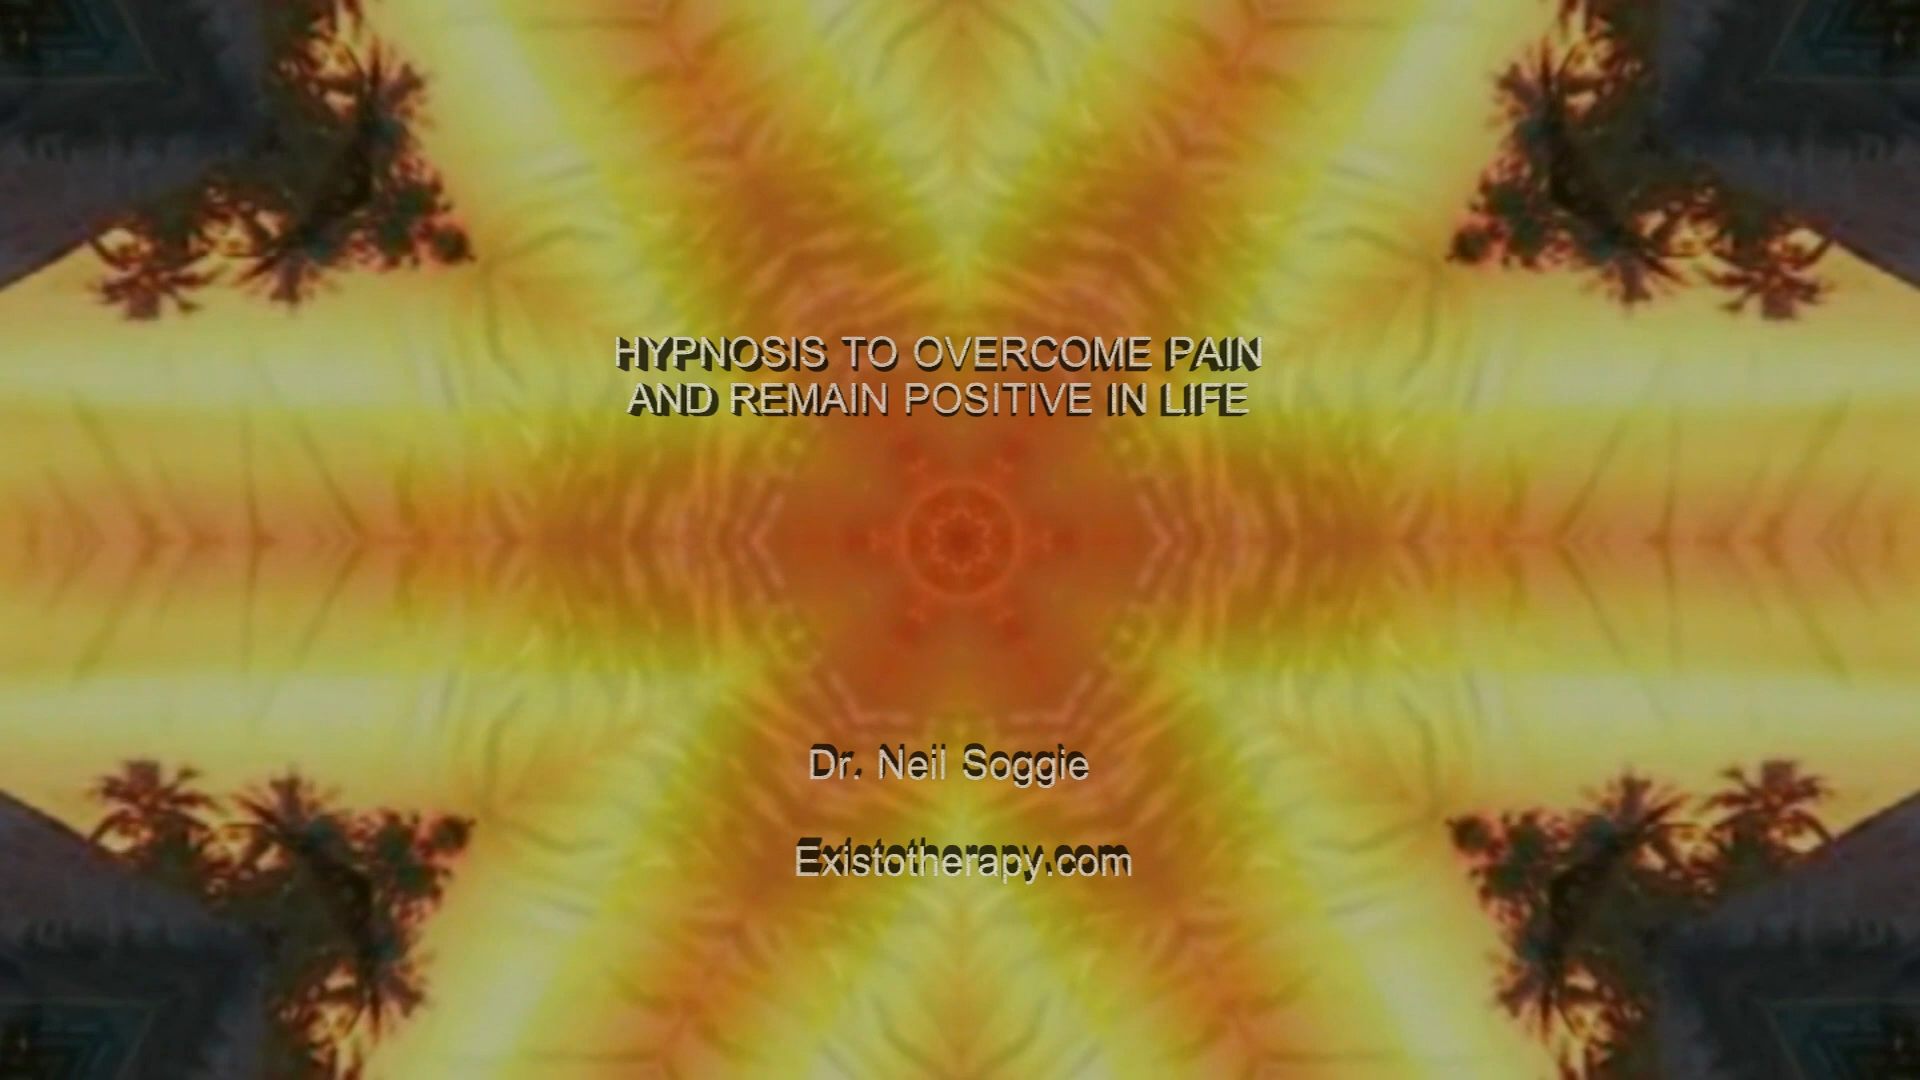 HYPNOSIS TO OVERCOME PAIN
AND REMAIN POSITIVE IN LIFE
Dr. Neil Soggie
Existotherapy.com